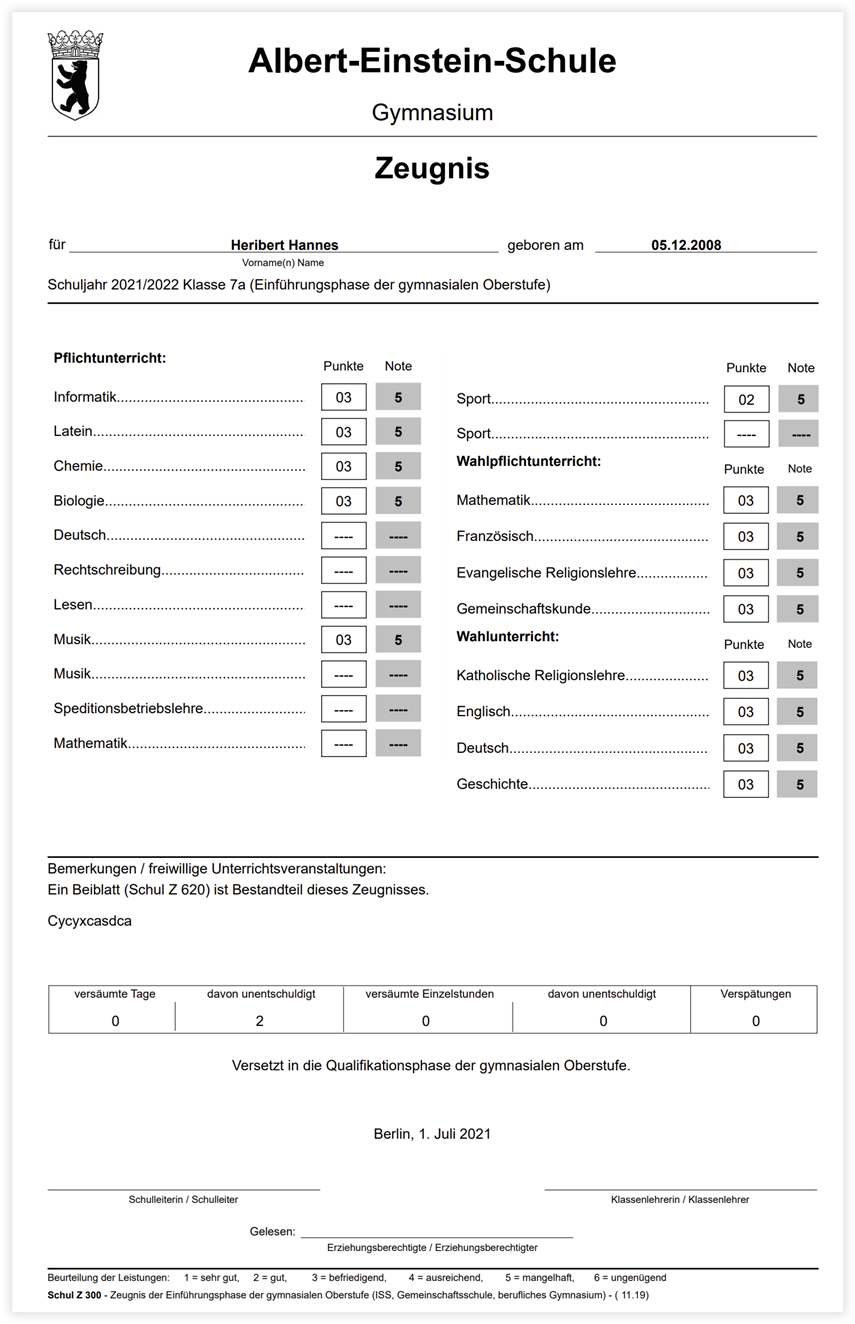 Albert-Einstein-Schule
Gymnasium
Zeugnis
für Heribert Hannes geboren am 05.12.2008
Vorname(n) Name
Schuljahr 2021/2022 Klasse 7a (Einführungsphase der gymnasialen Oberstufe)
Pflichtunterricht:
Punkte Note
Informatik 03 5
Latein 03 5
Chemie 03 5
Biologie 03 5
Deutsch ---- ----
Rechtschreibung ---- ----
Lesen ---- ----
Musik 03 5
Musik ---- ----
Speditionsbetriebslehre ---- ----
Mathematik ---- ----
Punkte Note
Sport 02 5
Sport ---- ----
Wahlpflichtunterricht:
Punkte Note
Mathematik 03 5
Französisch 03 5
Evangelische Religionslehre 03 5
Gemeinschaftskunde 03 5
Wahlunterricht:
Punkte Note
Katholische Religionslehre 03 5
Englisch 03 5
Deutsch 03 5
Geschichte 03 5
Bemerkungen / freiwillige Unterrichtsveranstaltungen:
Ein Beiblatt (Schul Z 620) ist Bestandteil dieses Zeugnisses.
Cycyxcasdca
versäumte Tage davon unentschuldigt versäumte Einzelstunden davon unentschuldigt Verspätungen
0 2 0 0 0
Versetzt in die Qualifikationsphase der gymnasialen Oberstufe.
Berlin, 1. Juli 2021
Schulleiterin / Schulleiter Klassenlehrerin / Klassenlehrer
Gelesen:
Erziehungsberechtigte / Erziehungsberechtigter
Beurteilung der Leistungen: 1 = sehr gut, 2 = gut, 3 = befriedigend, 4 = ausreichend, 5 = mangelhaft, 6 = ungenügend
Schul Z 300 - Zeugnis der Einführungsphase der gymnasialen Oberstufe (ISS, Gemeinschaftsschule, berufliches Gymnasium) - ( 11.19)